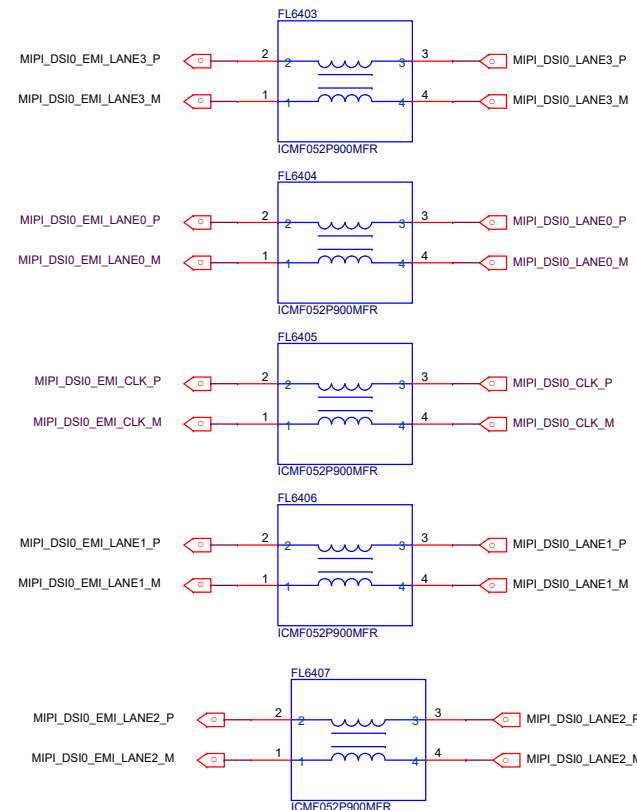 FL6403
MIPI_DSI0_EMI_LANE3_P 2 2 3 3 MIPI_DSI0_LANE3_P
MIPI_DSI0_EMI_LANE3_M 1 1 4 4 MIPI_DSI0_LANE3_M
ICMF052P900MFR
FL6404
MIPI_DSI0_EMI_LANE0_P 2 2 3 3 MIPI_DSI0_LANE0_P
MIPI_DSI0_EMI_LANE0_M 1 1 4 4 MIPI_DSI0_LANE0_M
ICMF052P900MFR
FL6405
MIPI_DSI0_EMI_CLK_P 2 2 3 3 MIPI_DSI0_CLK_P
MIPI_DSI0_EMI_CLK_M 1 1 4 4 MIPI_DSI0_CLK_M
ICMF052P900MFR
FL6406
MIPI_DSI0_EMI_LANE1_P 2 2 3 3 MIPI_DSI0_LANE1_P
MIPI_DSI0_EMI_LANE1_M 1 1 4 4 MIPI_DSI0_LANE1_M
ICMF052P900MFR
FL6407
MIPI_DSI0_EMI_LANE2_P 2 2 3 3 MIPI_DSI0_LANE2_P
MIPI_DSI0_EMI_LANE2_M 1 1 4 4 MIPI_DSI0_LANE2_M
ICMF052P900MFR